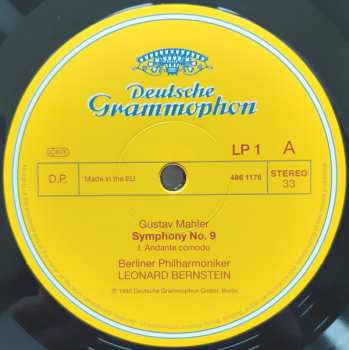 Deutsche
Grammophon
LP 1 A
D.P. Made in the EU 486 1176 STEREO
33
Gustav Mahler
Symphony No. 9
I. Andante comodo
Berliner Philharmoniker
LEONARD BERNSTEIN
Deutsche Grammophon GmbH, Berlin